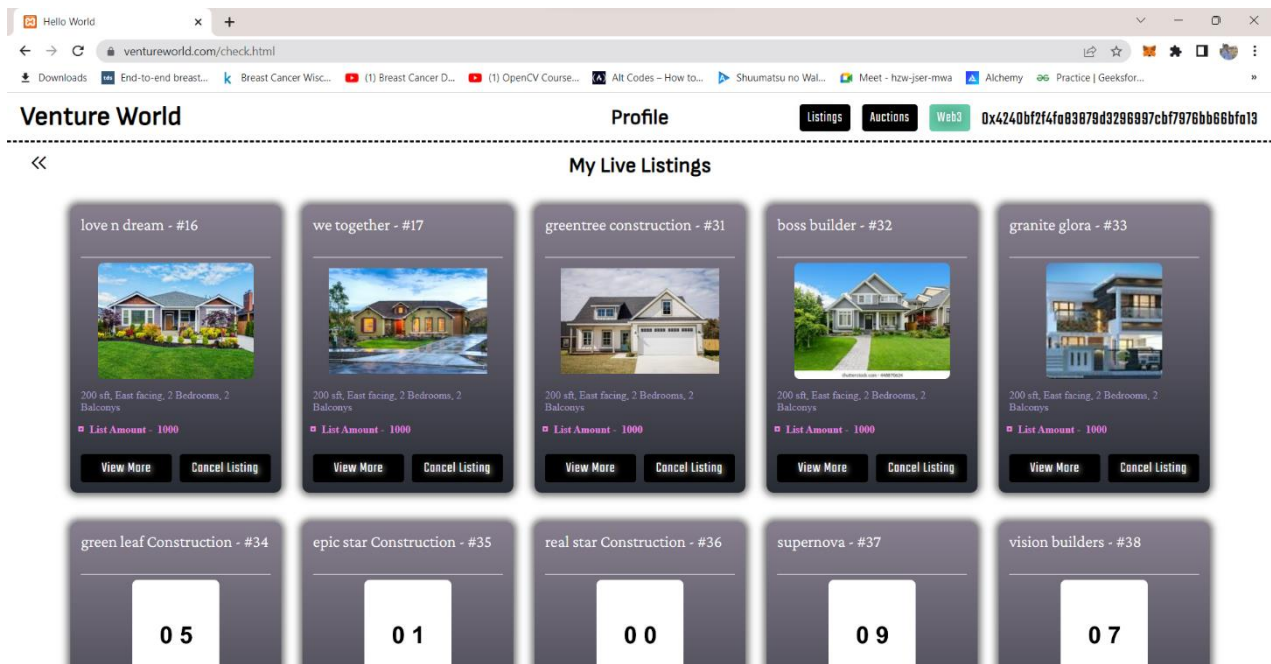 Hello World
ventureworld.com/check.html
Downloads End-to-end breast... Breast Cancer Wisc... (1) Breast Cancer D... (1) OpenCV Course... Alt Codes – How to... Shuumatsu no Wal... Meet - hzw-jser-mwa Alchemy Practice | Geeksfor... »
Venture World Profile Listings Auctions Web3 0x4240bf2f4fa83879d3296997cbf7976bb66bfa13
My Live Listings
love n dream - #16 we together - #17 greentree construction - #31 boss builder - #32 granite glora - #33
200 sft, East facing, 2 Bedrooms, 2 200 sft, East facing, 2 Bedrooms, 2 200 sft, East facing, 2 Bedrooms, 2 200 sft, East facing, 2 Bedrooms, 2 200 sft, East facing, 2 Bedrooms, 2
Balconys Balconys Balconys Balconys Balconys
List Amount - 1000 List Amount - 1000 List Amount - 1000 List Amount - 1000 List Amount - 1000
View More Cancel Listing View More Cancel Listing View More Cancel Listing View More Cancel Listing View More Cancel Listing
green leaf Construction - #34 epic star Construction - #35 real star Construction - #36 supernova - #37 vision builders - #38
0 5 0 1 0 0 0 9 0 7